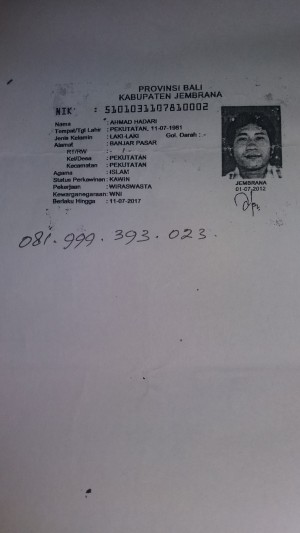 PROVINSI BALI
KABUPATEN JEMBRANA
NIK : 5101031107810002
Nama : AHMAD HADARI
Tempat/Tgl Lahir : PEKUTATAN, 11-07-1981
Jenis Kelamin : LAKI-LAKI Gol. Darah : -
Alamat : BANJAR PASAR
RT/RW : - / -
Kel/Desa : PEKUTATAN
Kecamatan : PEKUTATAN
Agama : ISLAM
Status Perkawinan : KAWIN
Pekerjaan : WIRASWASTA
Kewarganegaraan : WNI
Berlaku Hingga : 11-07-2017
JEMBRANA
01-07-2012
081.999.393.023.